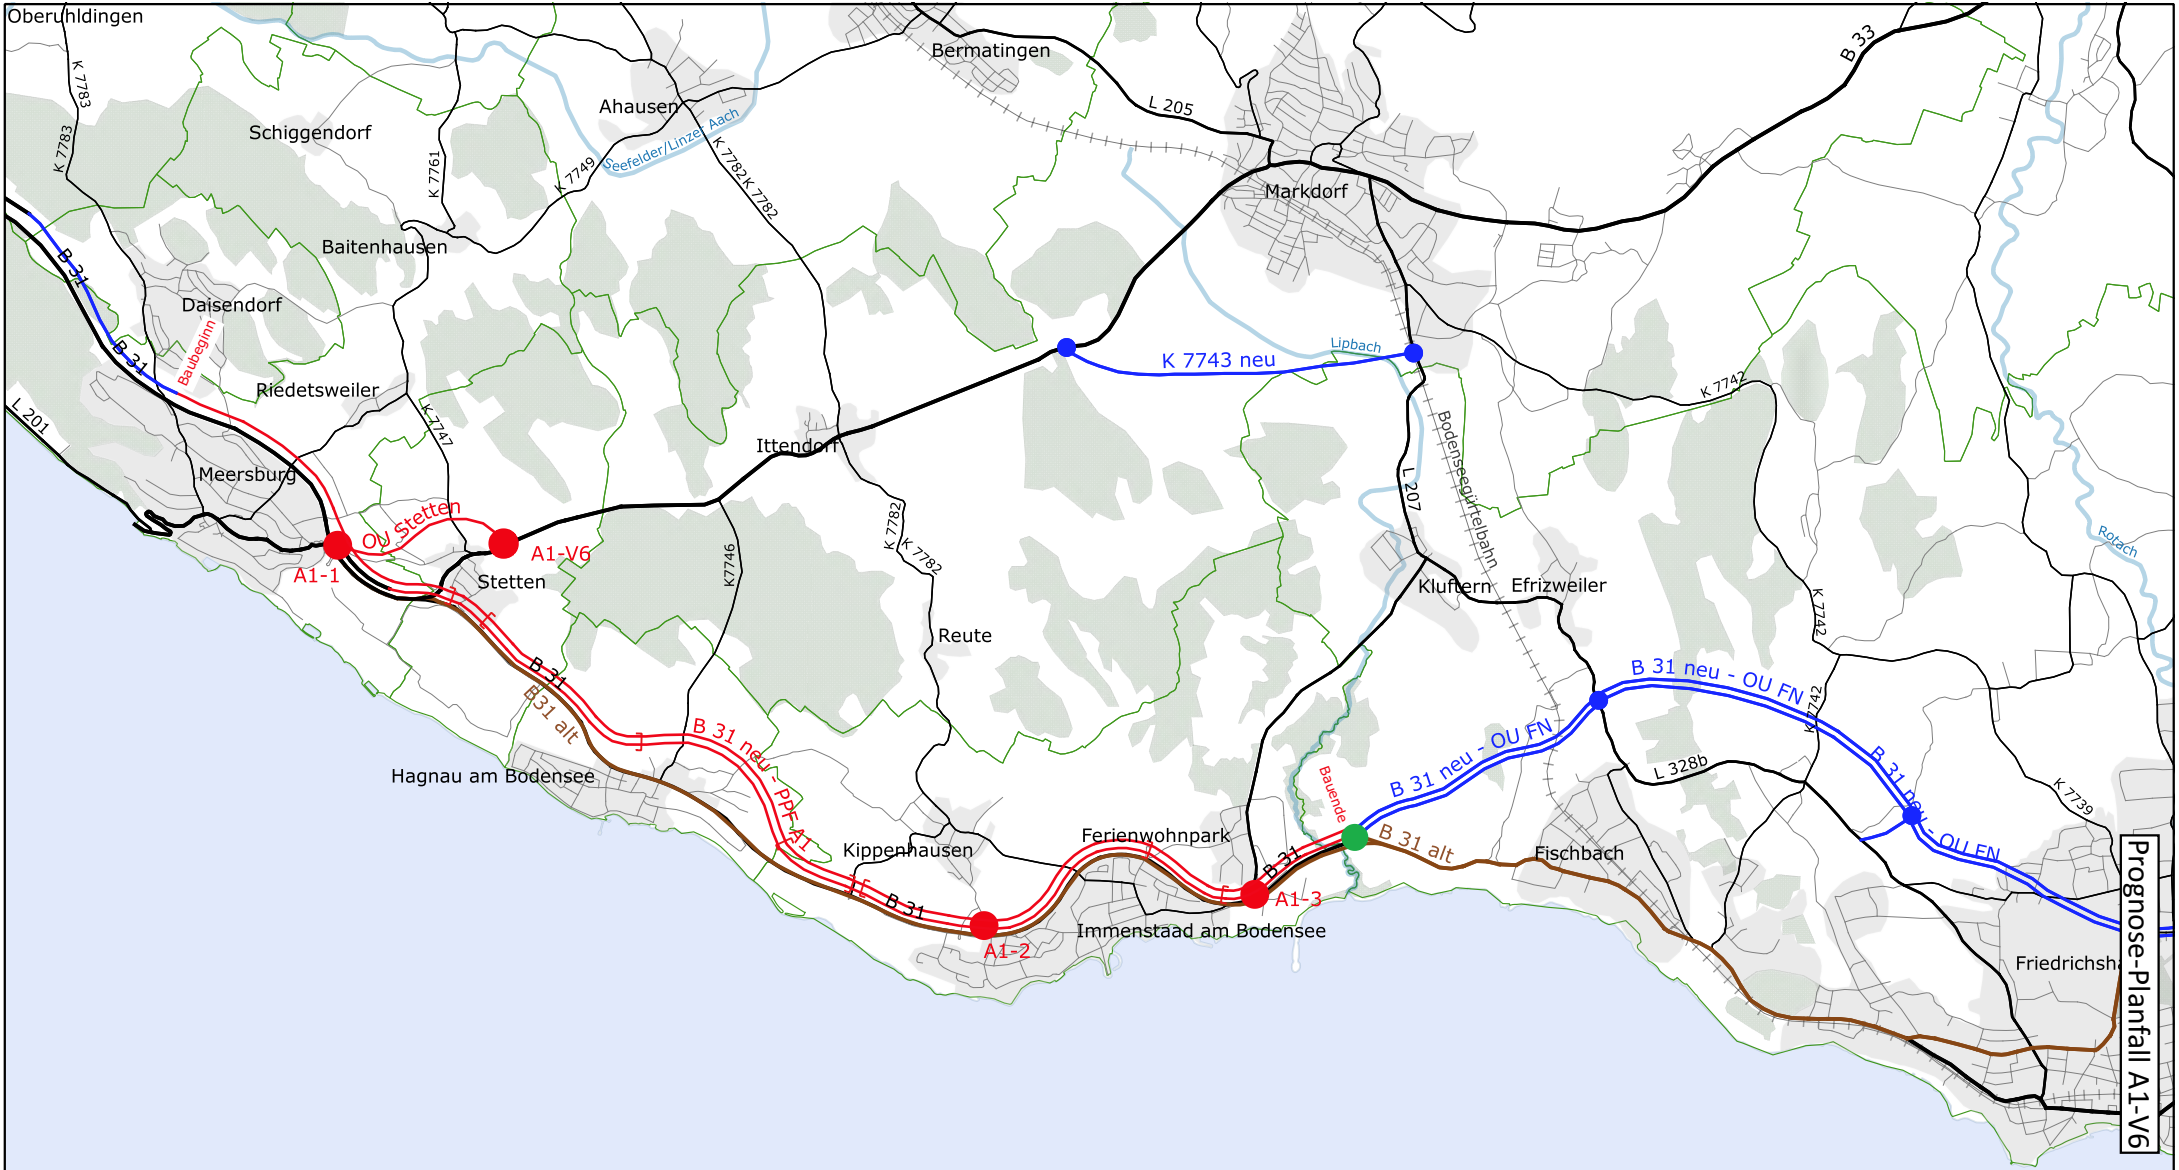 Oberuhldingen
K 7783
K 7783
Schiggendorf
K 7761
Ahausen
K 7749
Seefelder/Linzer Aach
K 7782
K 7782
Bermatingen
L 205
Markdorf
B 33
Baitenhausen
B 31
Daisendorf
Baubeginn
B 31
Riedetsweiler
L 201
K 7747
Meersburg
Ittendorf
K 7743 neu
Lipbach
K 7742
Bodenseegürtelbahn
L 207
OU Stetten
A1-V6
A1-1
Stetten
K7746
K 7782
K 7782
Reute
Kluftern
Efrizweiler
K 7742
Rotach
B 31
B31 alt
B 31 neu - PPF A1
Hagnau am Bodensee
B 31 neu - OU FN
B 31 neu - OU FN
K 7742
L 328b
B 31 neu - OU FN
K 7739
Bauende
Kippenhausen
Ferienwohnpark
B 31
B 31 alt
Fischbach
B 31
A1-3
A1-2
Immenstaad am Bodensee
Friedrichsha
Prognose-Planfall A1-V6